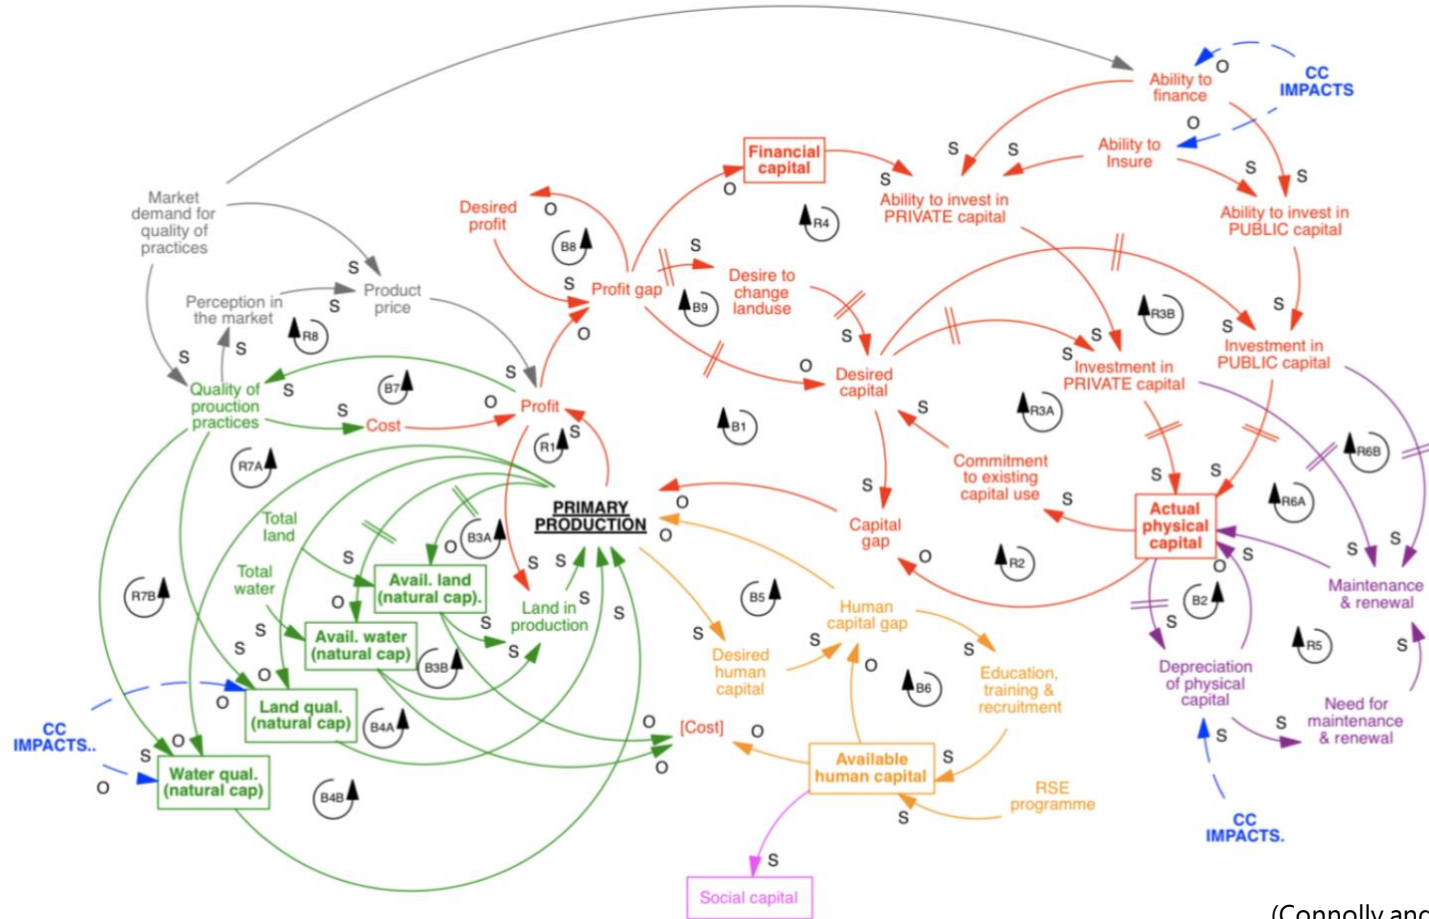 Ability to
finance
O
CC
IMPACTS
O
Ability to
Insure
Financial
capital
S
S
S
S
S
O
Ability to invest in
PRIVATE capital
Ability to invest in
PUBLIC capital
Market
demand for
quality of
practices
Desired
profit
O
B8
R4
S
S
Profit gap
O
S
Desire to
change
landuse
B9
S
Perception in
the market
S
Product
price
S
R8
S
S
R3B
S
S
S
S
Investment in
PUBLIC capital
Investment in
PRIVATE capital
O
Desired
capital
S
Quality of
prouction
practices
S
B7
S
Cost
O
S
Profit
R1
S
B1
S
R3A
R6B
R7A
Commitment
to existing
capital use
S
S
S
R6A
Total
land
PRIMARY
PRODUCTION
O
O
S
Capital
gap
Actual
physical
capital
B3A
O
S
S
S
O
R2
O
S
S
S
Total
water
Avail. land
(natural cap).
O
Land in
production
S
S
R7B
B5
Human
capital gap
B2
S
Maintenance
& renewal
Avail. water
(natural cap)
S
S
S
S
S
R5
S
B3B
Desired
human
capital
O
B6
S
Education,
training &
recruitment
Depreciation
of physical
capital
O
O
Land qual.
(natural cap)
B4A
CC
IMPACTS..
S
O
O
[Cost]
O
O
Need for
maintenance
& renewal
S
S
Water qual.
(natural cap)
O
B4B
Available
human capital
S
RSE
programme
S
CC
IMPACTS.
S
Social capital
(Connolly and